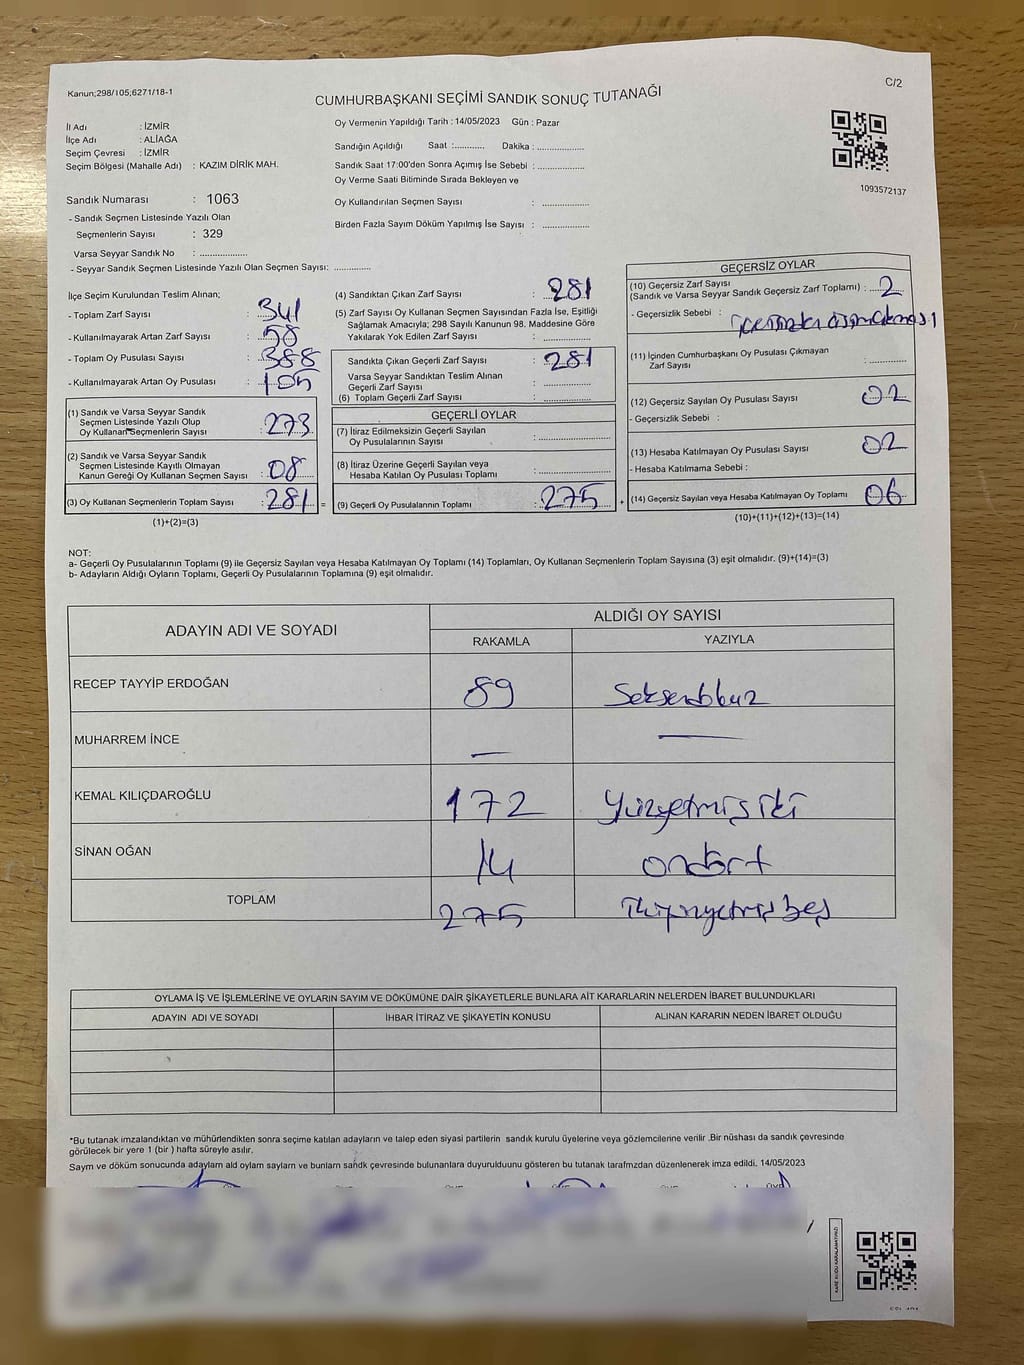 Kanun;298/105;6271/18-1
C/2
CUMHURBAŞKANI SEÇİMİ SANDIK SONUÇ TUTANAĞI
İl Adı : İZMİR
İlçe Adı : ALİAĞA
Seçim Çevresi : İZMİR
Seçim Bölgesi (Mahalle Adı) : KAZIM DİRİK MAH.
Sandık Numarası : 1063
- Sandık Seçmen Listesinde Yazılı Olan
Seçmenlerin Sayısı : 329
Varsa Seyyar Sandık No : ...................
- Seyyar Sandık Seçmen Listesinde Yazılı Olan Seçmen Sayısı: ..............
Oy Vermenin Yapıldığı Tarih : 14/05/2023 Gün : Pazar
Sandığın Açıldığı Saat :............ Dakika : ..................
Sandık Saat 17:00'den Sonra Açımış İse Sebebi : ..................
Oy Verme Saati Bitiminde Sırada Bekleyen ve
Oy Kullandırılan Seçmen Sayısı : ..................
Birden Fazla Sayım Döküm Yapılmış İse Sayısı : ..................
1093572137
İlçe Seçim Kurulundan Teslim Alınan;
- Toplam Zarf Sayısı : 341
- Kullanılmayarak Artan Zarf Sayısı : 58
- Toplam Oy Pusulası Sayısı : 388
- Kullanılmayarak Artan Oy Pusulası : 105
(1) Sandık ve Varsa Seyyar Sandık
Seçmen Listesinde Yazılı Olup
Oy Kullanan Seçmenlerin Sayısı : 273
(2) Sandık ve Varsa Seyyar Sandık
Seçmen Listesinde Kayıtlı Olmayan
Kanun Gereği Oy Kullanan Seçmen Sayısı : 08
(3) Oy Kullanan Seçmenlerin Toplam Sayısı : 281 =
(1)+(2)=(3)
(4) Sandıktan Çıkan Zarf Sayısı : 281
(5) Zarf Sayısı Oy Kullanan Seçmen Sayısından Fazla İse, Eşitliği
Sağlamak Amacıyla; 298 Sayılı Kanunun 98. Maddesine Göre
Yakılarak Yok Edilen Zarf Sayısı : ..................
Sandıkta Çıkan Geçerli Zarf Sayısı : 281
Varsa Seyyar Sandıktan Teslim Alınan
Geçerli Zarf Sayısı : ..................
(6) Toplam Geçerli Zarf Sayısı : ..................
GEÇERLİ OYLAR
(7) İtiraz Edilmeksizin Geçerli Sayılan
Oy Pusulalarının Sayısı : ..................
(8) İtiraz Üzerine Geçerli Sayılan veya
Hesaba Katılan Oy Pusulası Toplamı : ..................
(9) Geçerli Oy Pusulalarının Toplamı : 275 +
GEÇERSİZ OYLAR
(10) Geçersiz Zarf Sayısı
(Sandık ve Varsa Seyyar Sandık Geçersiz Zarf Toplamı) : 2
- Geçersizlik Sebebi :
(11) İçinden Cumhurbaşkanı Oy Pusulası Çıkmayan
Zarf Sayısı : .............
(12) Geçersiz Sayılan Oy Pusulası Sayısı : 02
- Geçersizlik Sebebi :
(13) Hesaba Katılmayan Oy Pusulası Sayısı : 02
- Hesaba Katılmama Sebebi :
(14) Geçersiz Sayılan veya Hesaba Katılmayan Oy Toplamı : 06
(10)+(11)+(12)+(13)=(14)
NOT:
a- Geçerli Oy Pusulalarının Toplamı (9) ile Geçersiz Sayılan veya Hesaba Katılmayan Oy Toplamı (14) Toplamları, Oy Kullanan Seçmenlerin Toplam Sayısına (3) eşit olmalıdır. (9)+(14)=(3)
b- Adayların Aldığı Oyların Toplamı, Geçerli Oy Pusulalarının Toplamına (9) eşit olmalıdır.
ADAYIN ADI VE SOYADI
ALDIĞI OY SAYISI
RAKAMLA YAZIYLA
RECEP TAYYİP ERDOĞAN 89 Seksendokuz
MUHARREM İNCE — —
KEMAL KILIÇDAROĞLU 172 Yüzyetmiş iki
SİNAN OĞAN 14 ondört
TOPLAM 275 İkiyüzyetmişbeş
OYLAMA İŞ VE İŞLEMLERİNE VE OYLARIN SAYIM VE DÖKÜMÜNE DAİR ŞİKAYETLERLE BUNLARA AİT KARARLARIN NELERDEN İBARET BULUNDUKLARI
ADAYIN ADI VE SOYADI İHBAR İTİRAZ VE ŞİKAYETİN KONUSU ALINAN KARARIN NEDEN İBARET OLDUĞU
*Bu tutanak imzalandıktan ve mühürlendikten sonra seçime katılan adayların ve talep eden siyasi partilerin sandık kurulu üyelerine veya gözlemcilerine verilir .Bir nüshası da sandık çevresinde
görülecek bir yere 1 (bir ) hafta süreyle asılır.
Sayım ve döküm sonucunda adayların ald oyların sayların ve bunların sandk çevresinde bulunanlara duyurulduunu gösteren bu tutanak tarafmzdan düzenlenerek imza edildi. 14/05/2023